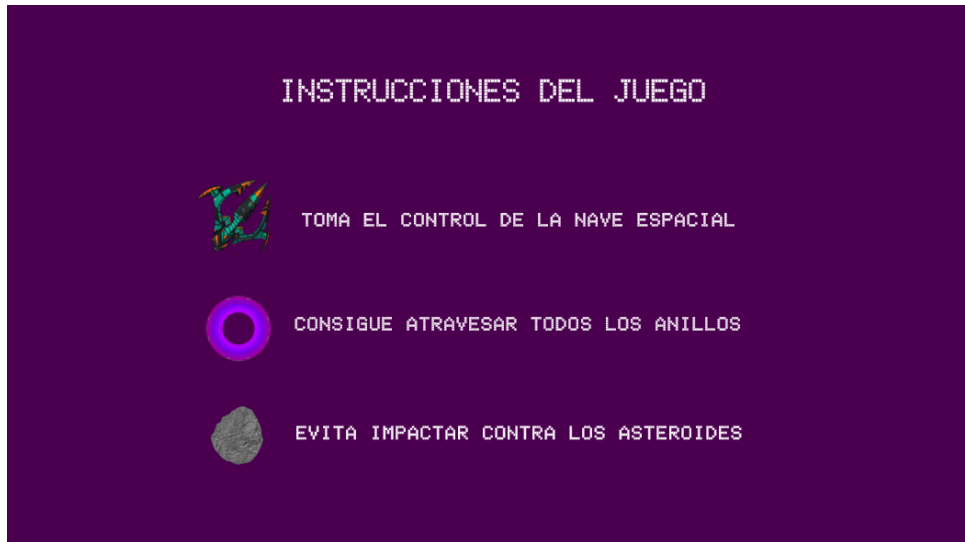 INSTRUCCIONES DEL JUEGO
TOMA EL CONTROL DE LA NAVE ESPACIAL
CONSIGUE ATRAVESAR TODOS LOS ANILLOS
EVITA IMPACTAR CONTRA LOS ASTEROIDES